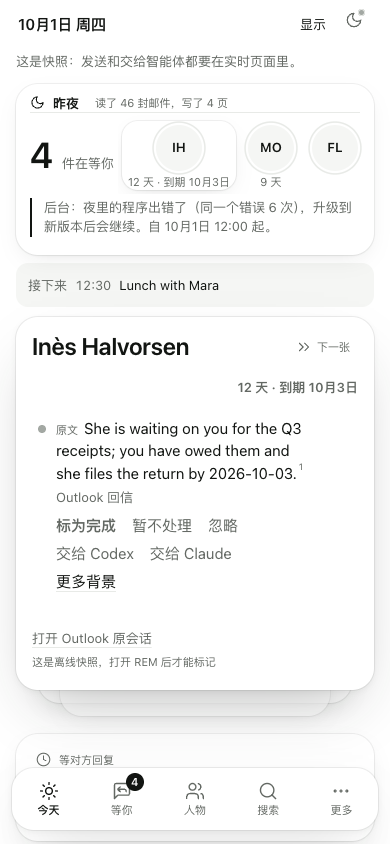 10月1日 周四
显示
这是快照：发送和交给智能体都要在实时页面里。
昨夜 读了 46 封邮件，写了 4 页
4 件在等你
IH
12 天 · 到期 10月3日
MO
9 天
FL
后台：夜里的程序出错了（同一个错误 6 次），升级到
新版本后会继续。自 10月1日 12:00 起。
接下来 12:30 Lunch with Mara
Inès Halvorsen
下一张
12 天 · 到期 10月3日
原文 She is waiting on you for the Q3
receipts; you have owed them and
she files the return by 2026-10-03. 1
Outlook 回信
标为完成 暂不处理 忽略
交给 Codex 交给 Claude
更多背景
打开 Outlook 原会话
这是离线快照，打开 REM 后才能标记
等对方回复
4
今天 等你 人物 搜索 更多